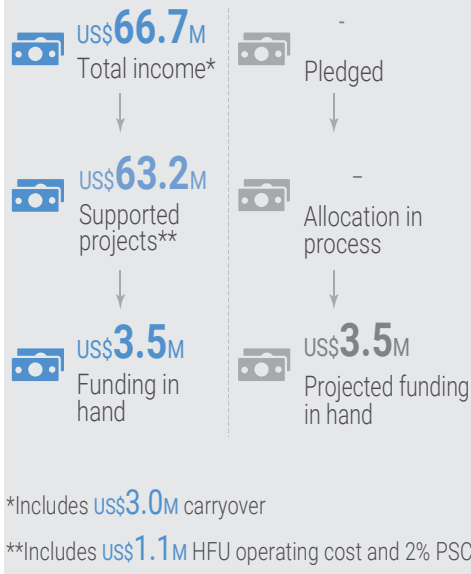 US$66.7M
Total income*
US$63.2M
Supported
projects**
US$3.5M
Funding in
hand
-
Pledged
–
Allocation in
process
US$3.5M
Projected funding
in hand
*Includes US$3.0M carryover
**Includes US$1.1M HFU operating cost and 2% PSC